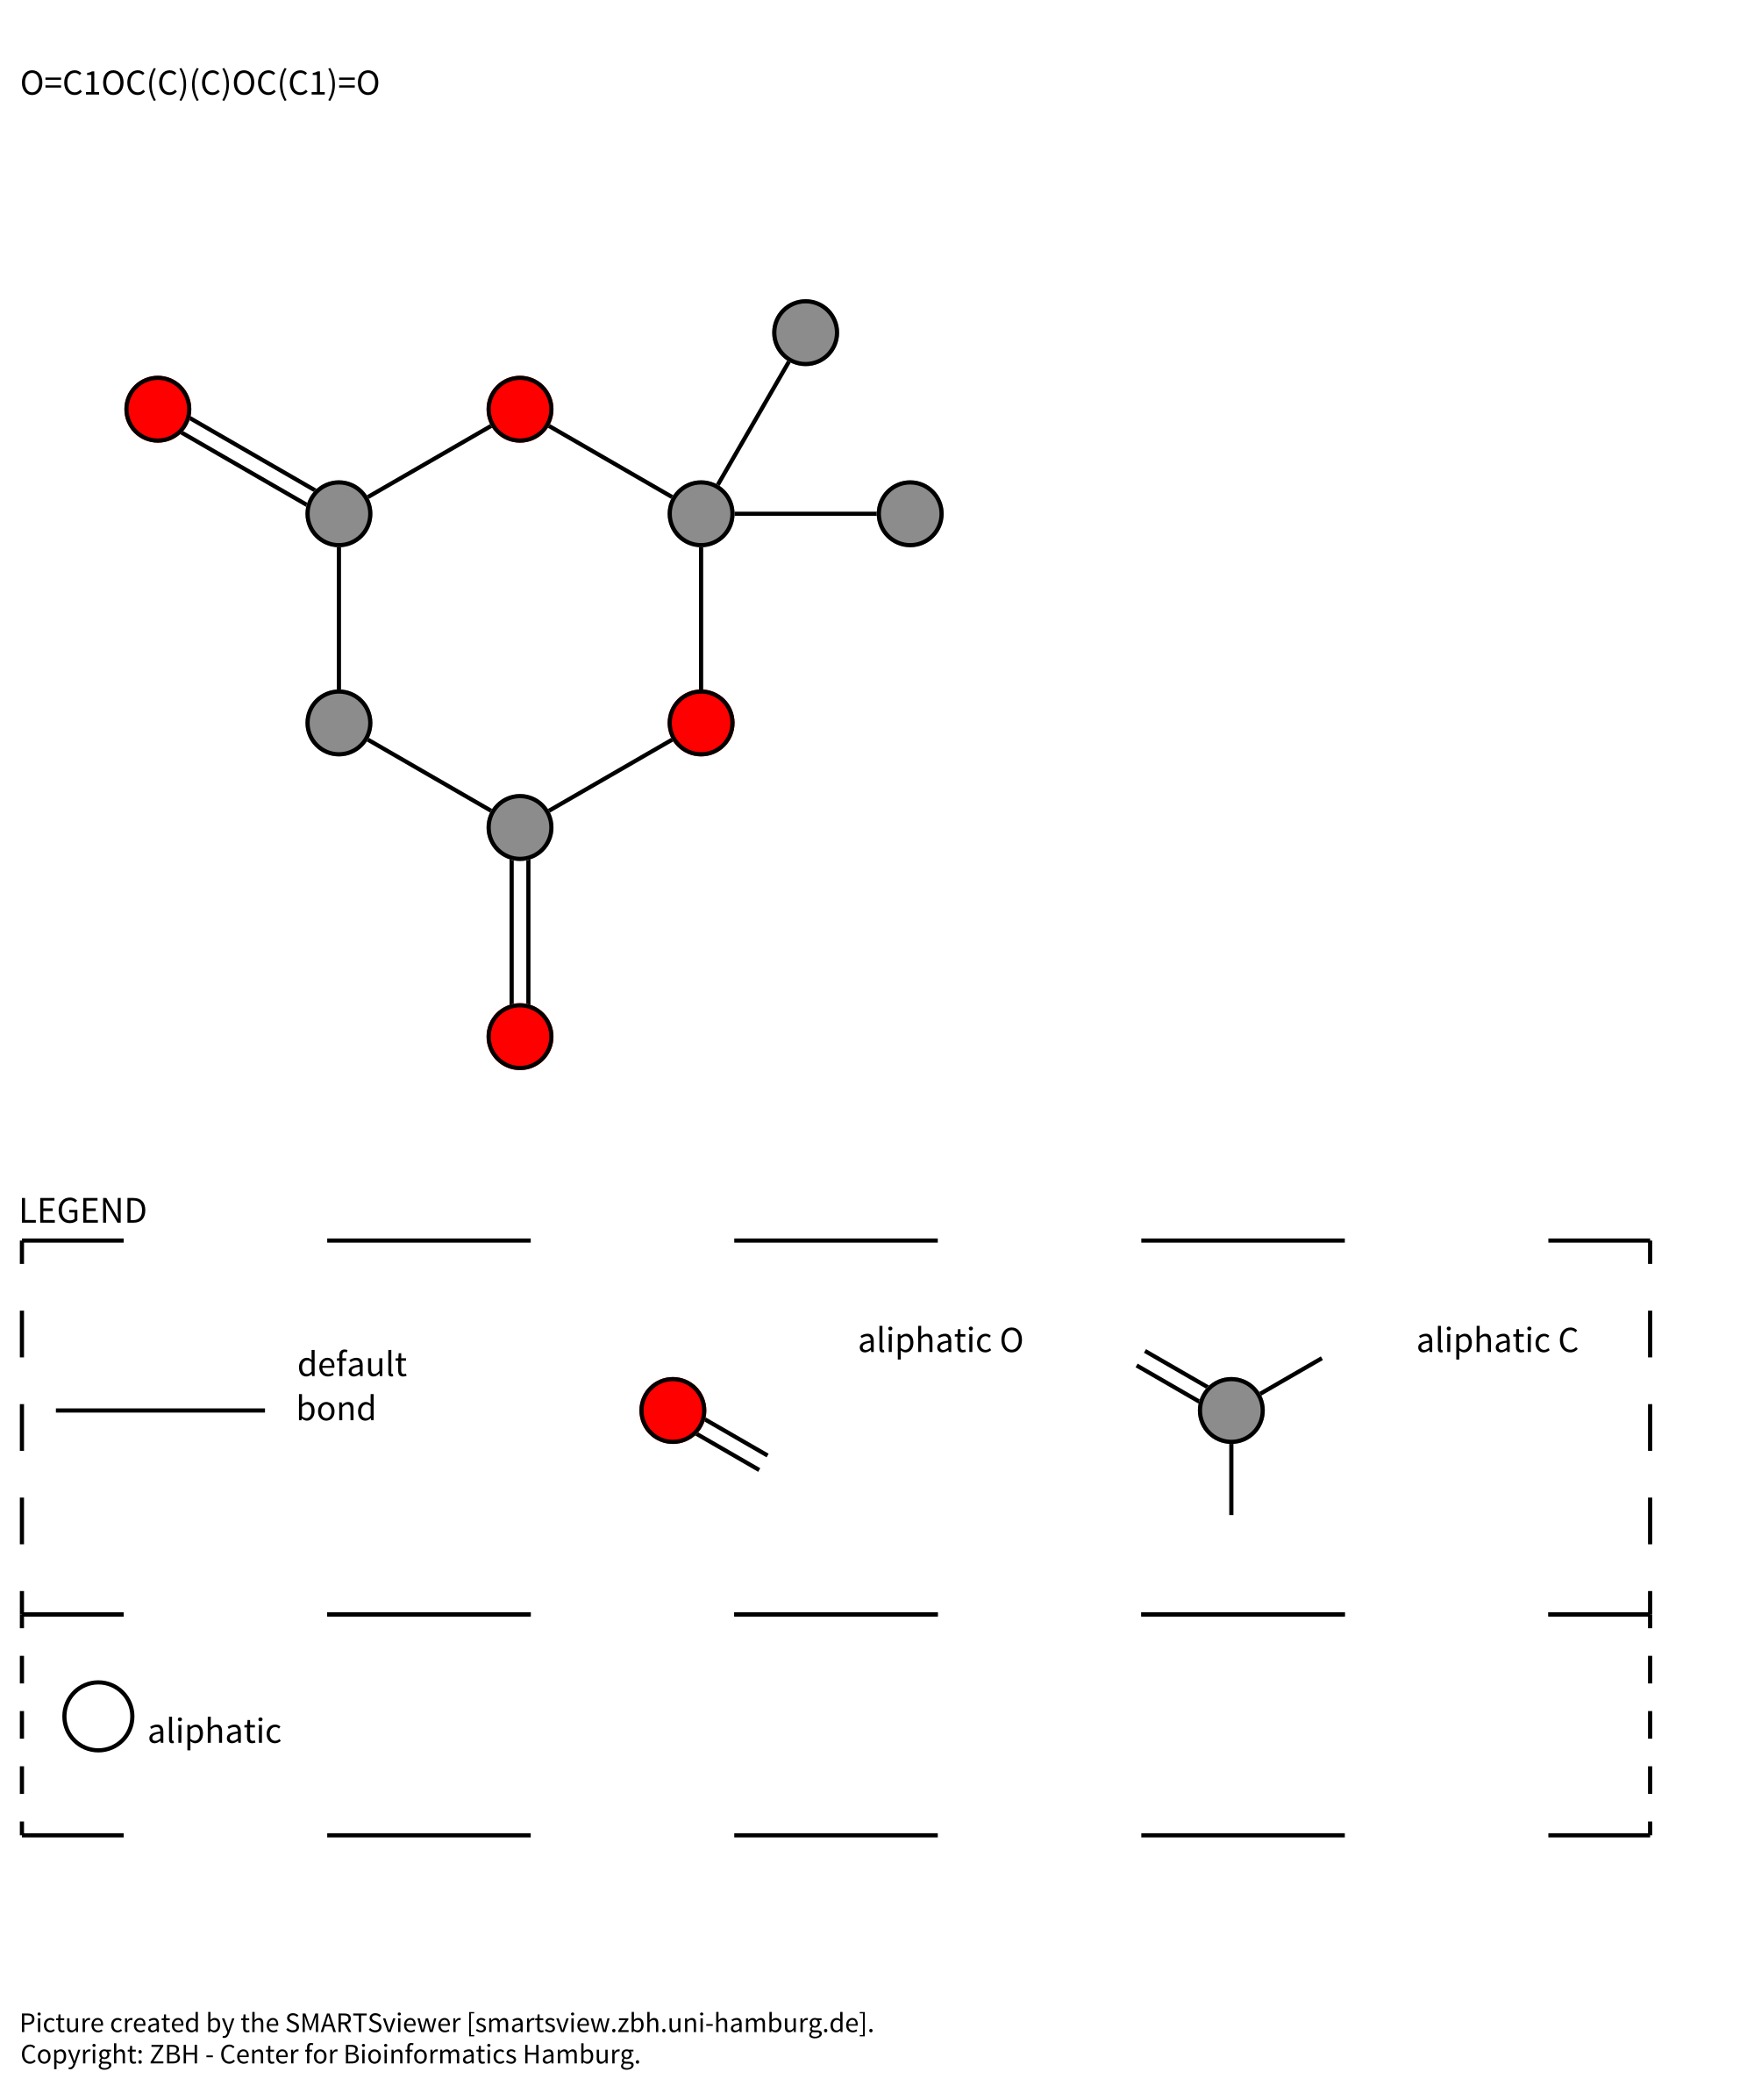 O=C1OC(C)(C)OC(C1)=O
LEGEND
default
bond
aliphatic O
aliphatic C
aliphatic
Picture created by the SMARTSviewer [smartsview.zbh.uni-hamburg.de].
Copyright: ZBH - Center for Bioinformatics Hamburg.